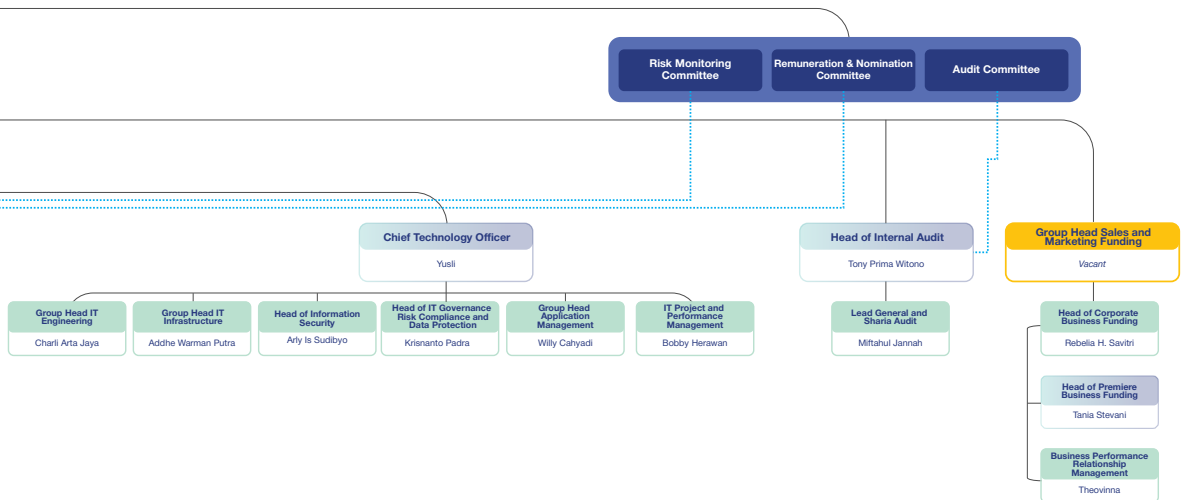 Risk Monitoring
Committee
Remuneration & Nomination
Committee
Audit Committee
Chief Technology Officer
Yusli
Head of Internal Audit
Tony Prima Witono
Group Head Sales and
Marketing Funding
Vacant
Group Head IT
Engineering
Charli Arta Jaya
Group Head IT
Infrastructure
Addhe Warman Putra
Head of Information
Security
Arly Is Sudibyo
Head of IT Governance
Risk Compliance and
Data Protection
Krisnanto Padra
Group Head
Application
Management
Willy Cahyadi
IT Project and
Performance
Management
Bobby Herawan
Lead General and
Sharia Audit
Miftahul Jannah
Head of Corporate
Business Funding
Rebelia H. Savitri
Head of Premiere
Business Funding
Tania Stevani
Business Performance
Relationship
Management
Theovinna